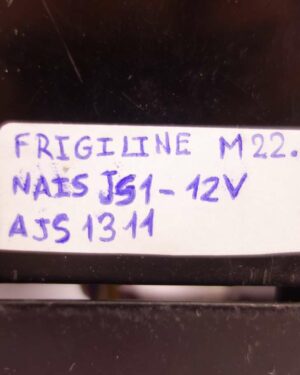 FRIGILINE M22.
NAIS JS1-12V
AJS 1311